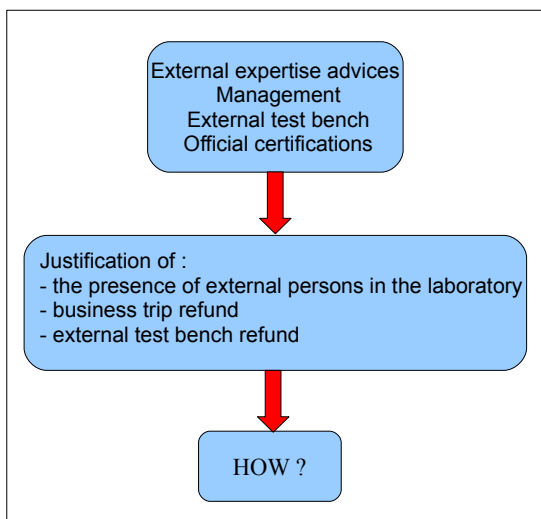 External expertise advices
Management
External test bench
Official certifications
Justification of :
- the presence of external persons in the laboratory
- business trip refund
- external test bench refund
HOW ?